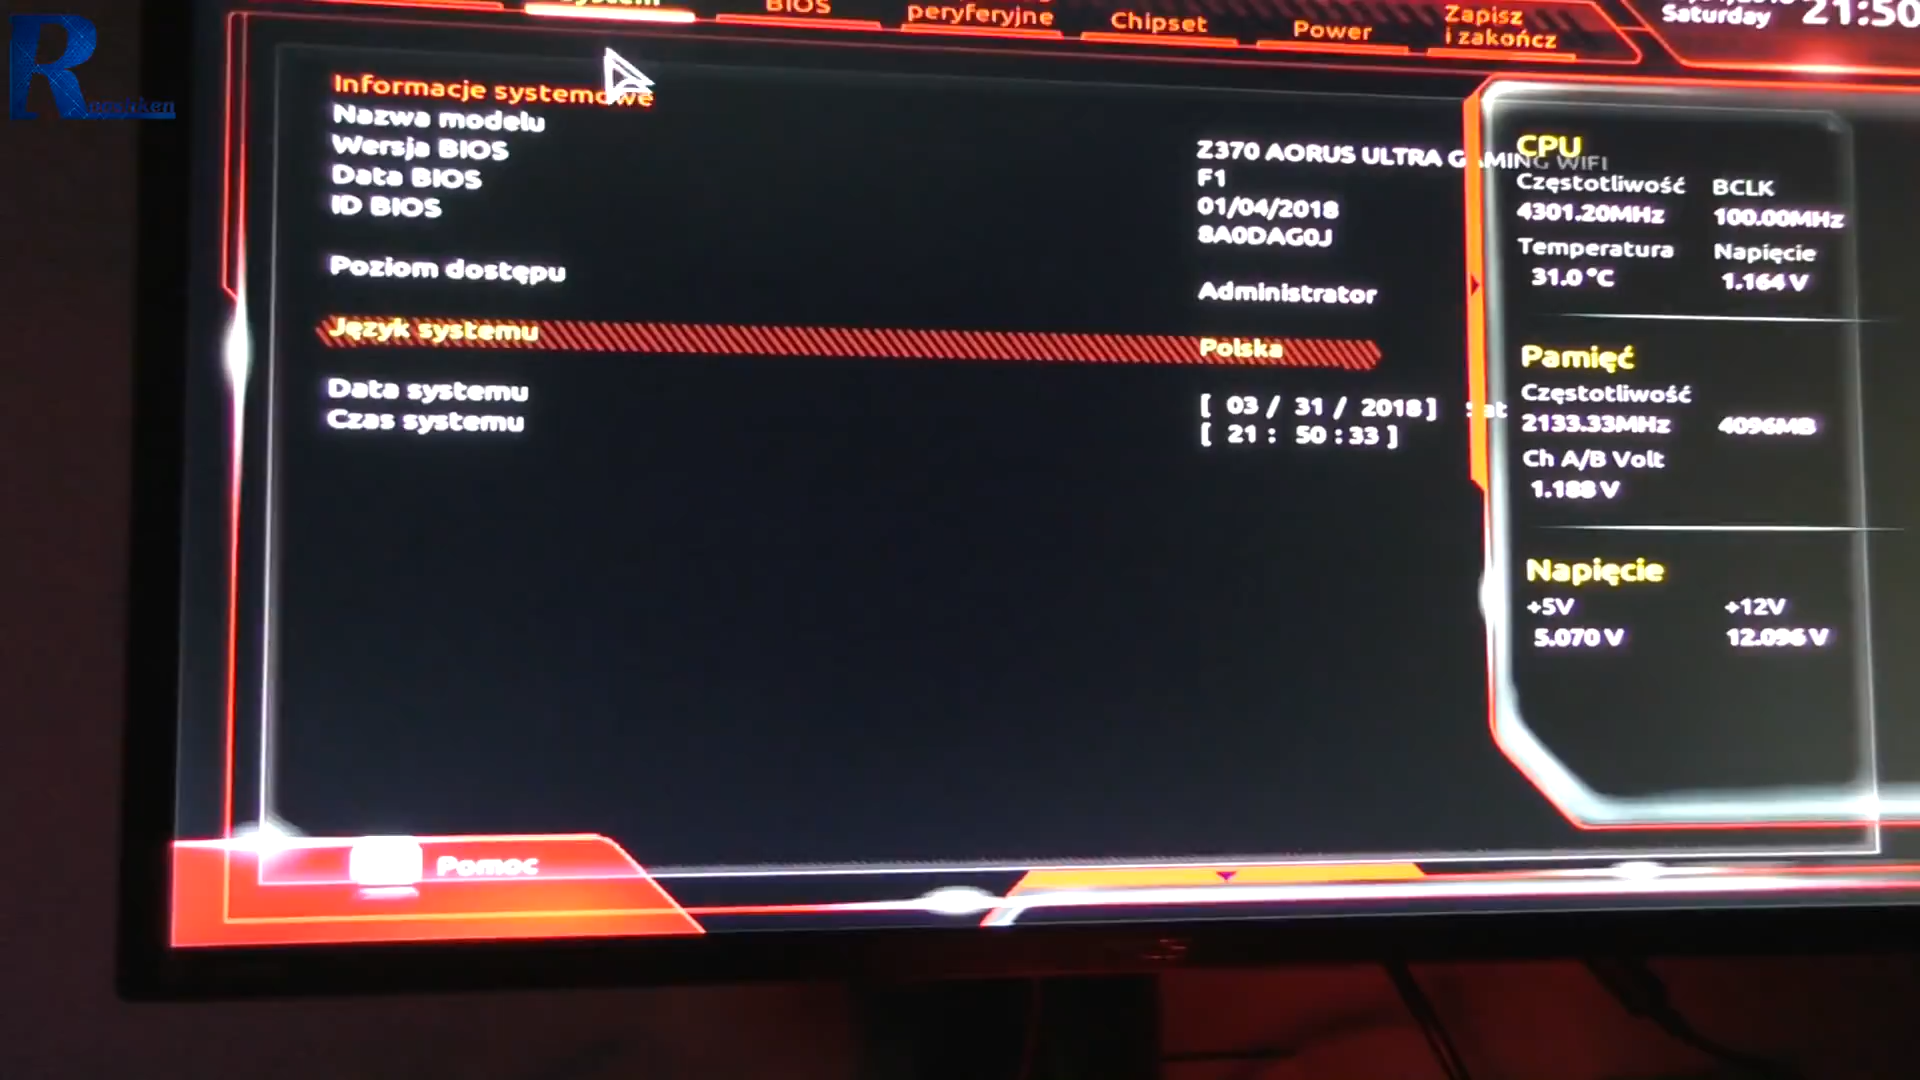 System
BIOS
peryferyjne
Chipset
Power
Zapisz
i zakończ
Saturday
21:50
Informacje systemowe
Nazwa modelu
Z370 AORUS ULTRA GAMING WIFI
Wersja BIOS
F1
Data BIOS
01/04/2018
ID BIOS
8A0DAG0J
Poziom dostępu
Administrator
Język systemu
Polska
Data systemu
[ 03 / 31 / 2018 ] Sat
Czas systemu
[ 21 : 50 : 33 ]
CPU
Częstotliwość BCLK
4301.20MHz 100.00MHz
Temperatura Napięcie
31.0 °C 1.164 V
Pamięć
Częstotliwość
2133.33MHz 4096MB
Ch A/B Volt
1.188 V
Napięcie
+5V +12V
5.070 V 12.096 V
Pomoc